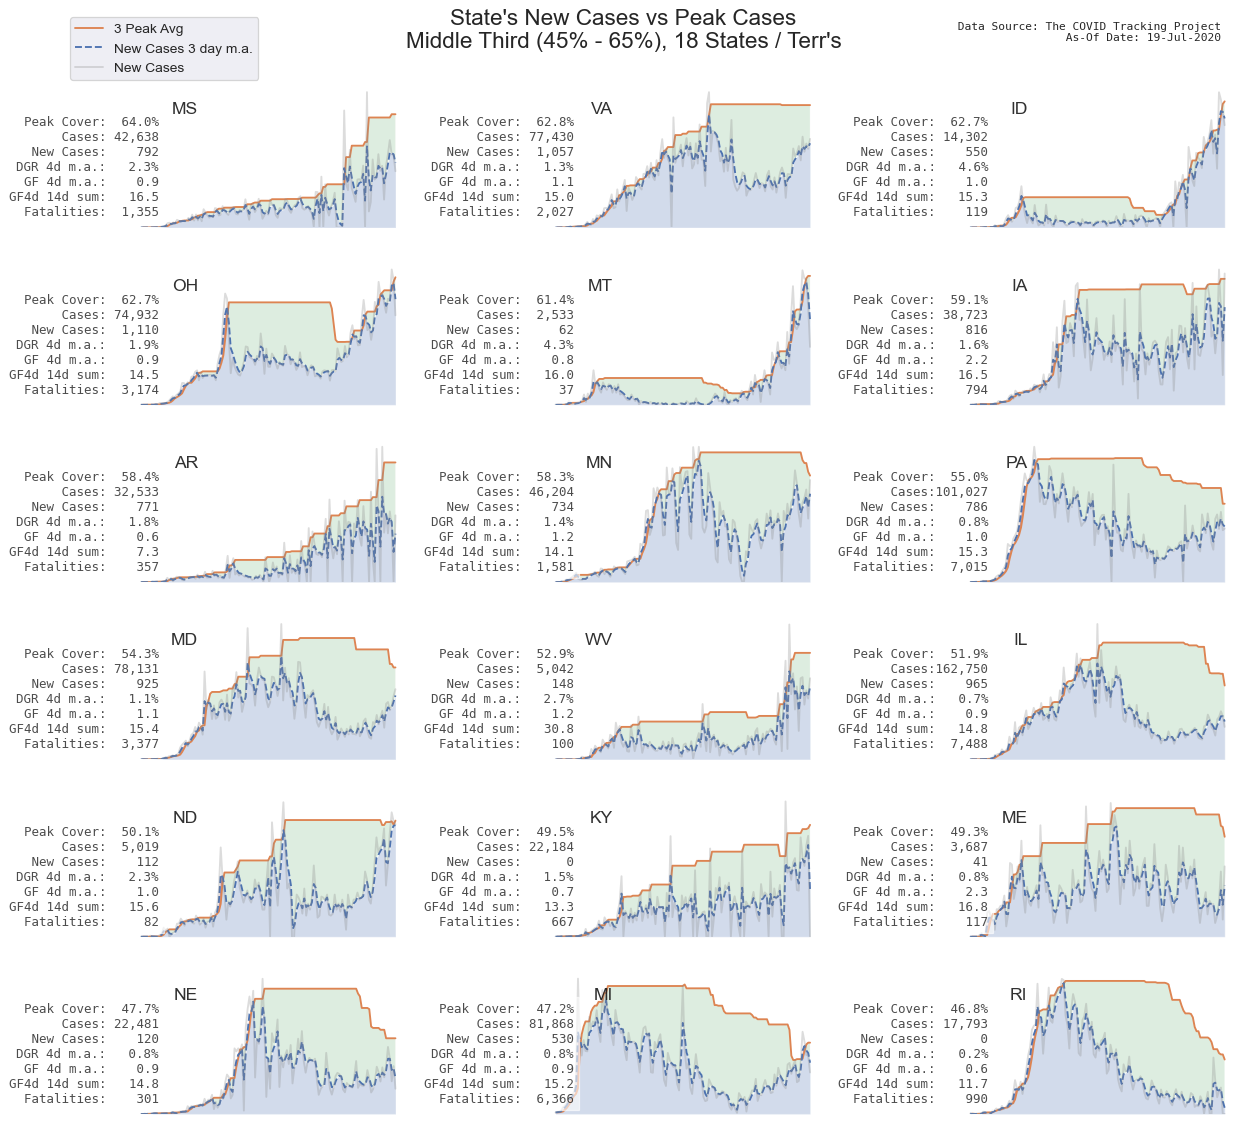 State's New Cases vs Peak Cases
Middle Third (45% - 65%), 18 States / Terr's
3 Peak Avg
New Cases 3 day m.a.
New Cases
Data Source: The COVID Tracking Project
As-Of Date: 19-Jul-2020
MS
Peak Cover: 64.0%
Cases: 42,638
New Cases: 792
DGR 4d m.a.: 2.3%
GF 4d m.a.: 0.9
GF4d 14d sum: 16.5
Fatalities: 1,355
VA
Peak Cover: 62.8%
Cases: 77,430
New Cases: 1,057
DGR 4d m.a.: 1.3%
GF 4d m.a.: 1.1
GF4d 14d sum: 15.0
Fatalities: 2,027
ID
Peak Cover: 62.7%
Cases: 14,302
New Cases: 550
DGR 4d m.a.: 4.6%
GF 4d m.a.: 1.0
GF4d 14d sum: 15.3
Fatalities: 119
OH
Peak Cover: 62.7%
Cases: 74,932
New Cases: 1,110
DGR 4d m.a.: 1.9%
GF 4d m.a.: 0.9
GF4d 14d sum: 14.5
Fatalities: 3,174
MT
Peak Cover: 61.4%
Cases: 2,533
New Cases: 62
DGR 4d m.a.: 4.3%
GF 4d m.a.: 0.8
GF4d 14d sum: 16.0
Fatalities: 37
IA
Peak Cover: 59.1%
Cases: 38,723
New Cases: 816
DGR 4d m.a.: 1.6%
GF 4d m.a.: 2.2
GF4d 14d sum: 16.5
Fatalities: 794
AR
Peak Cover: 58.4%
Cases: 32,533
New Cases: 771
DGR 4d m.a.: 1.8%
GF 4d m.a.: 0.6
GF4d 14d sum: 7.3
Fatalities: 357
MN
Peak Cover: 58.3%
Cases: 46,204
New Cases: 734
DGR 4d m.a.: 1.4%
GF 4d m.a.: 1.2
GF4d 14d sum: 14.1
Fatalities: 1,581
PA
Peak Cover: 55.0%
Cases:101,027
New Cases: 786
DGR 4d m.a.: 0.8%
GF 4d m.a.: 1.0
GF4d 14d sum: 15.3
Fatalities: 7,015
MD
Peak Cover: 54.3%
Cases: 78,131
New Cases: 925
DGR 4d m.a.: 1.1%
GF 4d m.a.: 1.1
GF4d 14d sum: 15.4
Fatalities: 3,377
WV
Peak Cover: 52.9%
Cases: 5,042
New Cases: 148
DGR 4d m.a.: 2.7%
GF 4d m.a.: 1.2
GF4d 14d sum: 30.8
Fatalities: 100
IL
Peak Cover: 51.9%
Cases:162,750
New Cases: 965
DGR 4d m.a.: 0.7%
GF 4d m.a.: 0.9
GF4d 14d sum: 14.8
Fatalities: 7,488
ND
Peak Cover: 50.1%
Cases: 5,019
New Cases: 112
DGR 4d m.a.: 2.3%
GF 4d m.a.: 1.0
GF4d 14d sum: 15.6
Fatalities: 82
KY
Peak Cover: 49.5%
Cases: 22,184
New Cases: 0
DGR 4d m.a.: 1.5%
GF 4d m.a.: 0.7
GF4d 14d sum: 13.3
Fatalities: 667
ME
Peak Cover: 49.3%
Cases: 3,687
New Cases: 41
DGR 4d m.a.: 0.8%
GF 4d m.a.: 2.3
GF4d 14d sum: 16.8
Fatalities: 117
NE
Peak Cover: 47.7%
Cases: 22,481
New Cases: 120
DGR 4d m.a.: 0.8%
GF 4d m.a.: 0.9
GF4d 14d sum: 14.8
Fatalities: 301
MI
Peak Cover: 47.2%
Cases: 81,868
New Cases: 530
DGR 4d m.a.: 0.8%
GF 4d m.a.: 0.9
GF4d 14d sum: 15.2
Fatalities: 6,366
RI
Peak Cover: 46.8%
Cases: 17,793
New Cases: 0
DGR 4d m.a.: 0.2%
GF 4d m.a.: 0.6
GF4d 14d sum: 11.7
Fatalities: 990